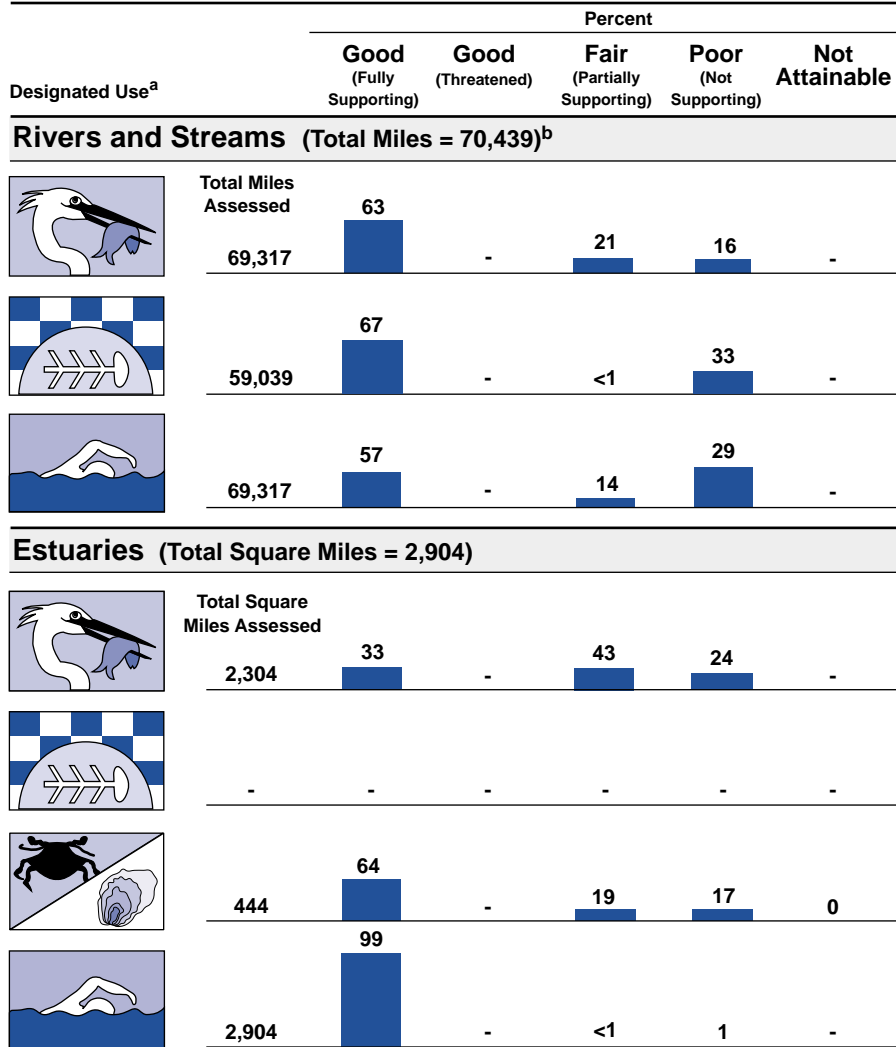 Percent
Designated Useᵃ
Good (Fully Supporting)
Good (Threatened)
Fair (Partially Supporting)
Poor (Not Supporting)
Not Attainable
Rivers and Streams (Total Miles = 70,439)ᵇ
Total Miles Assessed
69,317 63 - 21 16 -
59,039 67 - <1 33 -
69,317 57 - 14 29 -
Estuaries (Total Square Miles = 2,904)
Total Square Miles Assessed
2,304 33 - 43 24 -
- - - - - -
444 64 - 19 17 0
2,904 99 - <1 1 -